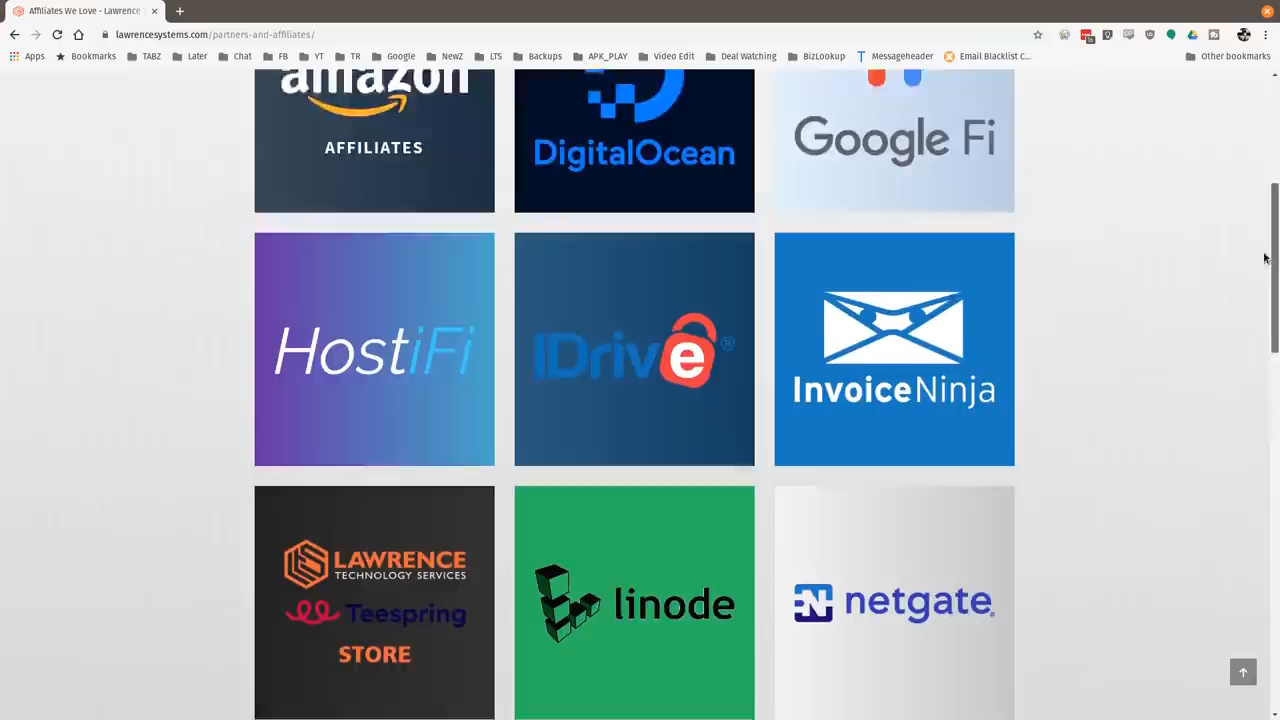 Affiliates We Love - Lawrence
lawrencesystems.com/partners-and-affiliates/
Apps Bookmarks TABZ Later Chat FB YT TR Google NewZ LTS Backups APK_PLAY Video Edit Deal Watching BizLookup Messageheader Email Blacklist C... Other bookmarks
amazon
AFFILIATES
DigitalOcean
Google Fi
HostiFi
IDrive®
InvoiceNinja
LAWRENCE
TECHNOLOGY SERVICES
Teespring
STORE
linode
netgate